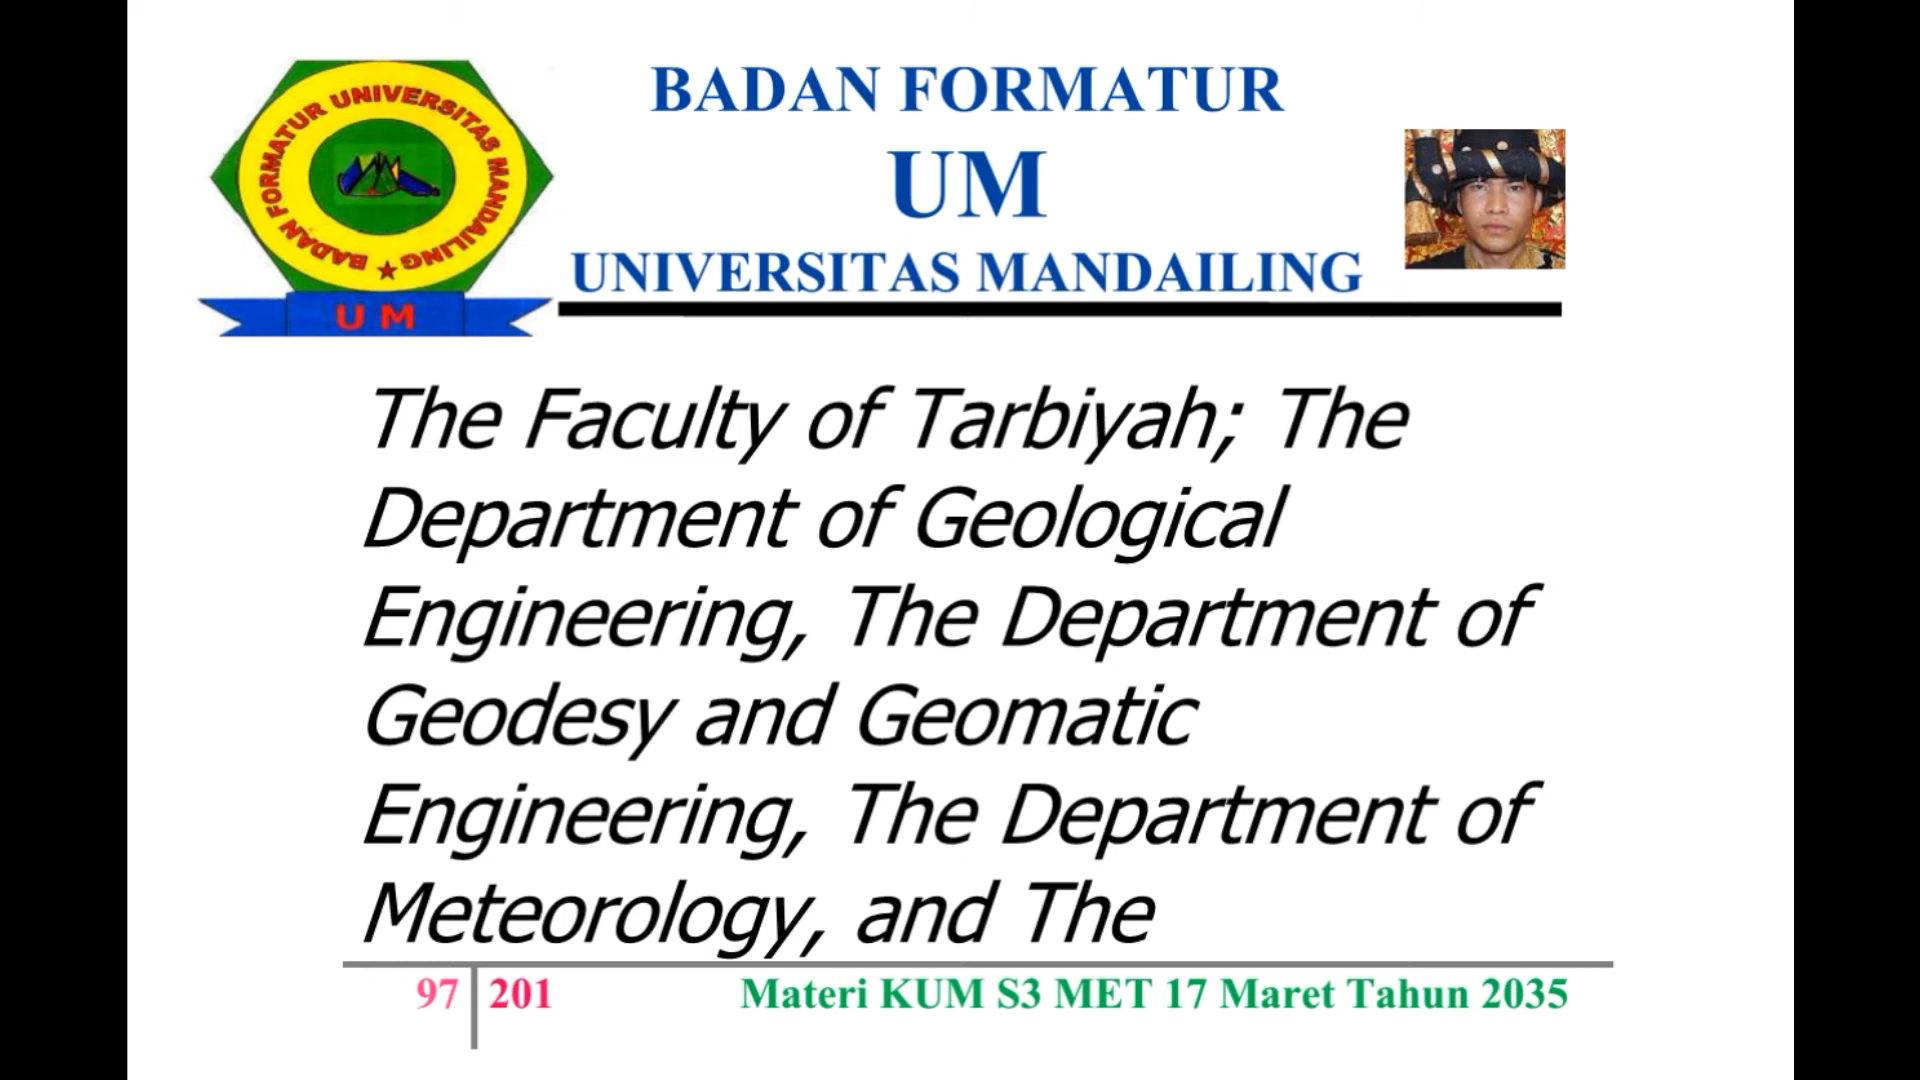 BADAN FORMATUR UNIVERSITAS MANDAILING
U M
BADAN FORMATUR
UM
UNIVERSITAS MANDAILING
The Faculty of Tarbiyah; The
Department of Geological
Engineering, The Department of
Geodesy and Geomatic
Engineering, The Department of
Meteorology, and The
97 201 Materi KUM S3 MET 17 Maret Tahun 2035